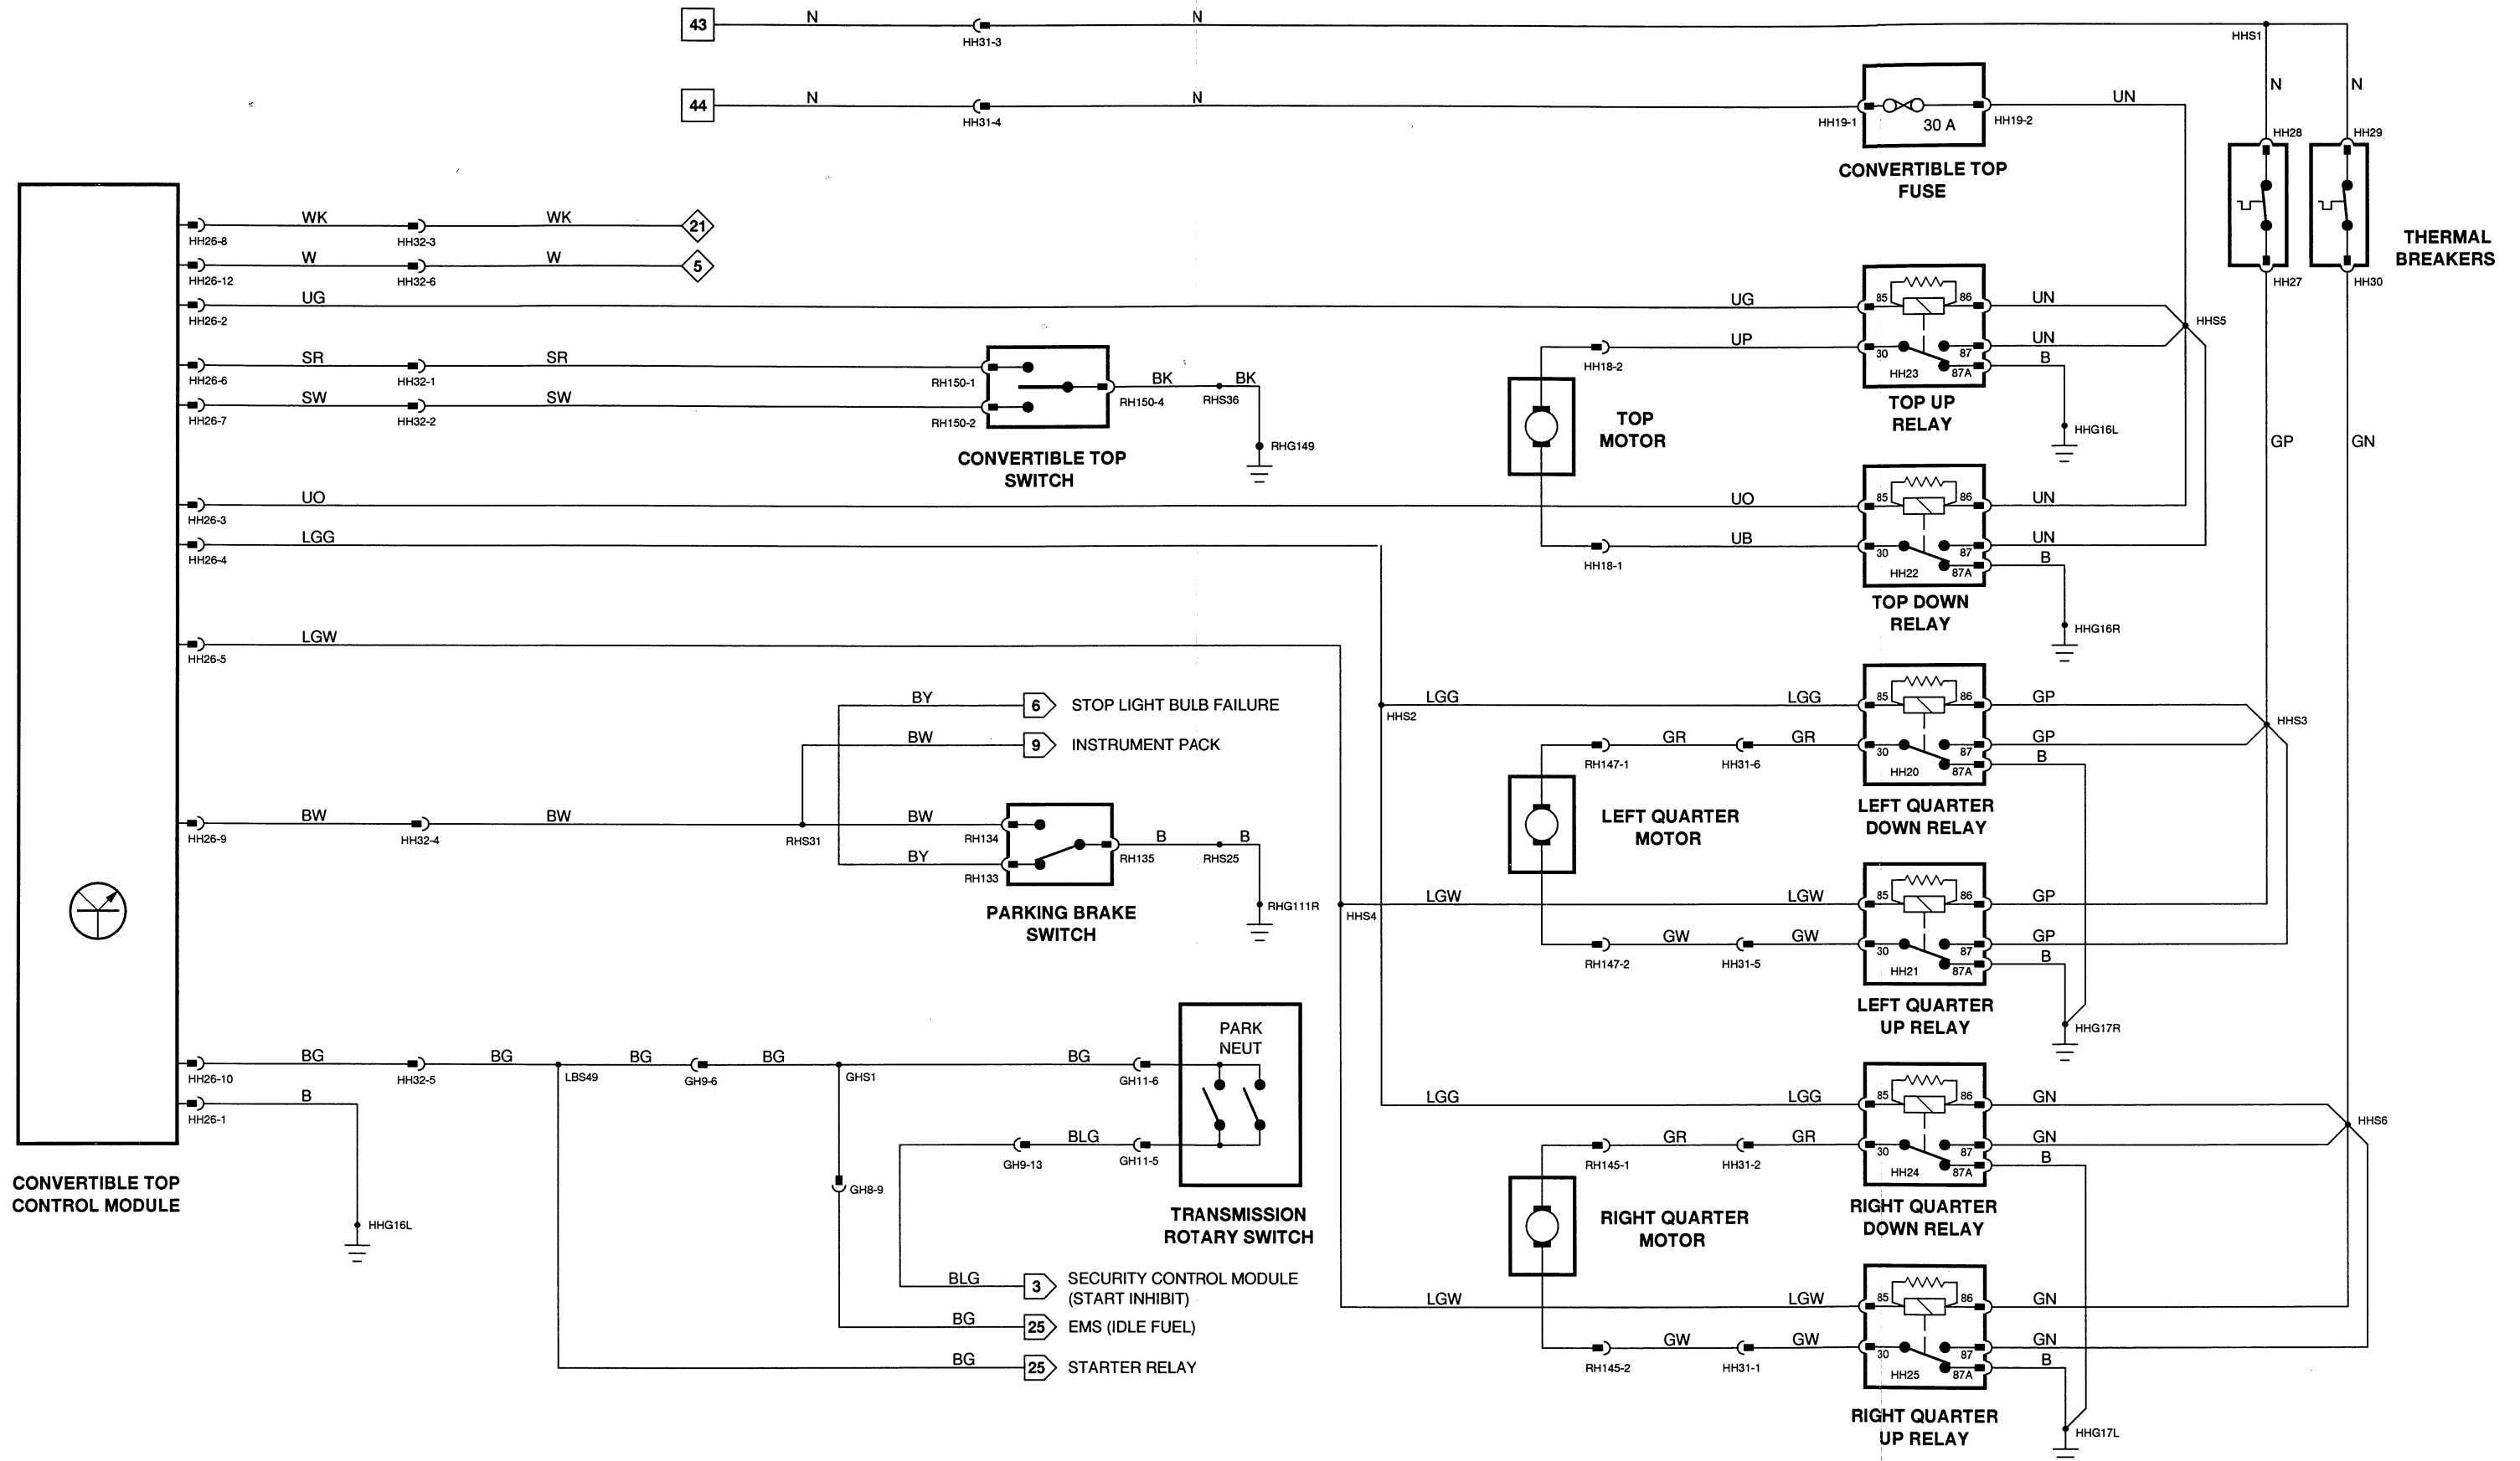 43 N HH31-3 N HHS1
44 N HH31-4 N HH19-1 30 A HH19-2 UN
CONVERTIBLE TOP
FUSE
N HH28
N HH29
HH27
HH30
THERMAL
BREAKERS
GP
GN
HH26-8 WK HH32-3 WK 21
HH26-12 W HH32-6 W 5
HH26-2 UG UG 85 86 UN
HHS5
HH18-2 UP 30 87 UN
HH23 87A B
TOP UP
RELAY
HHG16L
HH26-6 SR HH32-1 SR RH150-1
HH26-7 SW HH32-2 SW RH150-2
RH150-4 BK RHS36 BK
RHG149
CONVERTIBLE TOP
SWITCH
TOP
MOTOR
HH26-3 UO UO 85 86 UN
HH18-1 UB 30 87 UN
HH22 87A B
TOP DOWN
RELAY
HHG16R
HH26-4 LGG
HH26-5 LGW
BY 6 STOP LIGHT BULB FAILURE
BW 9 INSTRUMENT PACK
HHS2 LGG LGG 85 86 GP
HHS3
RH147-1 GR HH31-6 GR 30 87 GP
HH20 87A B
LEFT QUARTER
DOWN RELAY
LEFT QUARTER
MOTOR
HH26-9 BW HH32-4 BW RHS31 BW RH134
BY RH133
RH135 B RHS25 B
RHG111R
PARKING BRAKE
SWITCH
HHS4 LGW LGW 85 86 GP
RH147-2 GW HH31-5 GW 30 87 GP
HH21 87A B
LEFT QUARTER
UP RELAY
HHG17R
HH26-10 BG HH32-5 BG LBS49 BG GH9-6 BG GHS1 BG GH11-6
PARK
NEUT
GH9-13 BLG GH11-5
GH8-9
TRANSMISSION
ROTARY SWITCH
HH26-1 B
HHG16L
CONVERTIBLE TOP
CONTROL MODULE
BLG 3 SECURITY CONTROL MODULE
(START INHIBIT)
BG 25 EMS (IDLE FUEL)
BG 25 STARTER RELAY
LGG LGG 85 86 GN
HHS6
RH145-1 GR HH31-2 GR 30 87 GN
HH24 87A B
RIGHT QUARTER
DOWN RELAY
RIGHT QUARTER
MOTOR
LGW LGW 85 86 GN
RH145-2 GW HH31-1 GW 30 87 GN
HH25 87A B
RIGHT QUARTER
UP RELAY
HHG17L